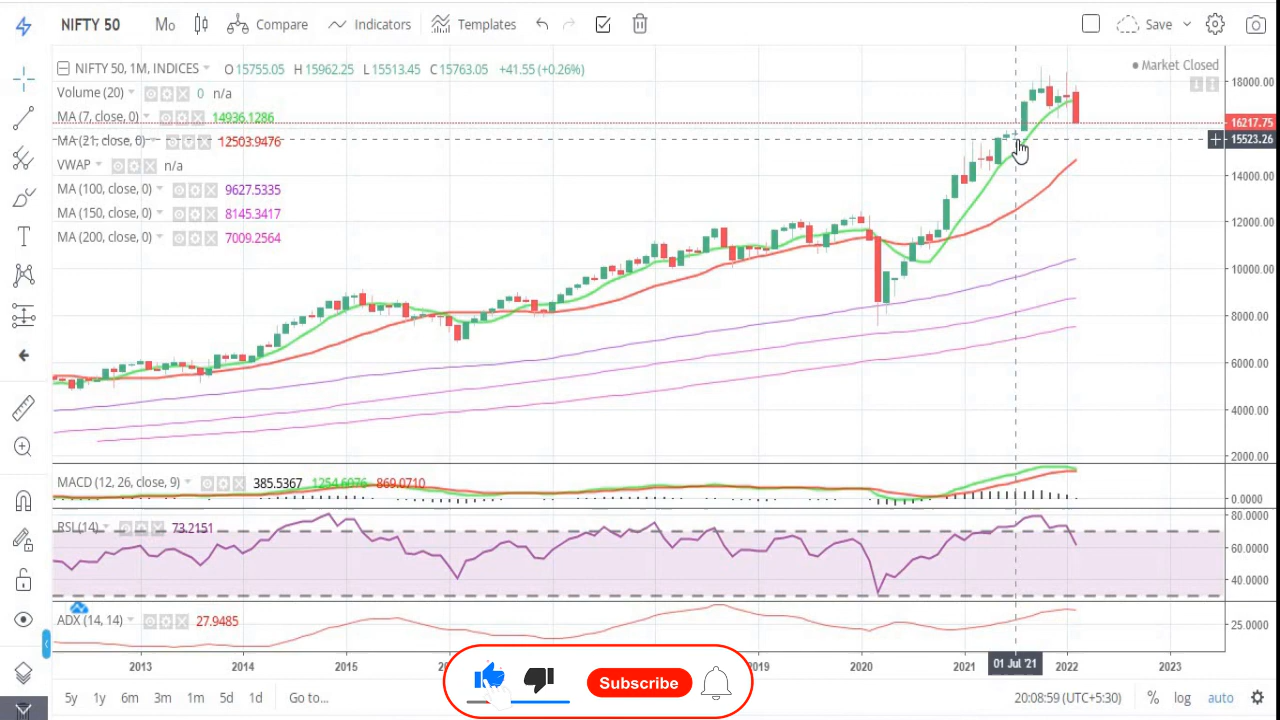 NIFTY 50 Mo Compare Indicators Templates Save
NIFTY 50, 1M, INDICES O15755.05 H15962.25 L15513.45 C15763.05 +41.55 (+0.26%)
Market Closed
Volume (20) 0 n/a
MA (7, close, 0) 14936.1286
MA (21, close, 0) 12503.9476
VWAP n/a
MA (100, close, 0) 9627.5335
MA (150, close, 0) 8145.3417
MA (200, close, 0) 7009.2564
18000.00
16217.75
15523.26
14000.00
12000.00
10000.00
8000.00
6000.00
4000.00
2000.00
MACD (12, 26, close, 9) 385.5367 1254.6076 869.0710
0.0000
RSI (14) 73.2151
80.0000
60.0000
40.0000
ADX (14, 14) 27.9485
25.0000
2013 2014 2015 2019 2020 2021 01 Jul '21 2022 2023
Subscribe
5y 1y 6m 3m 1m 5d 1d Go to... 20:08:59 (UTC+5:30) % log auto